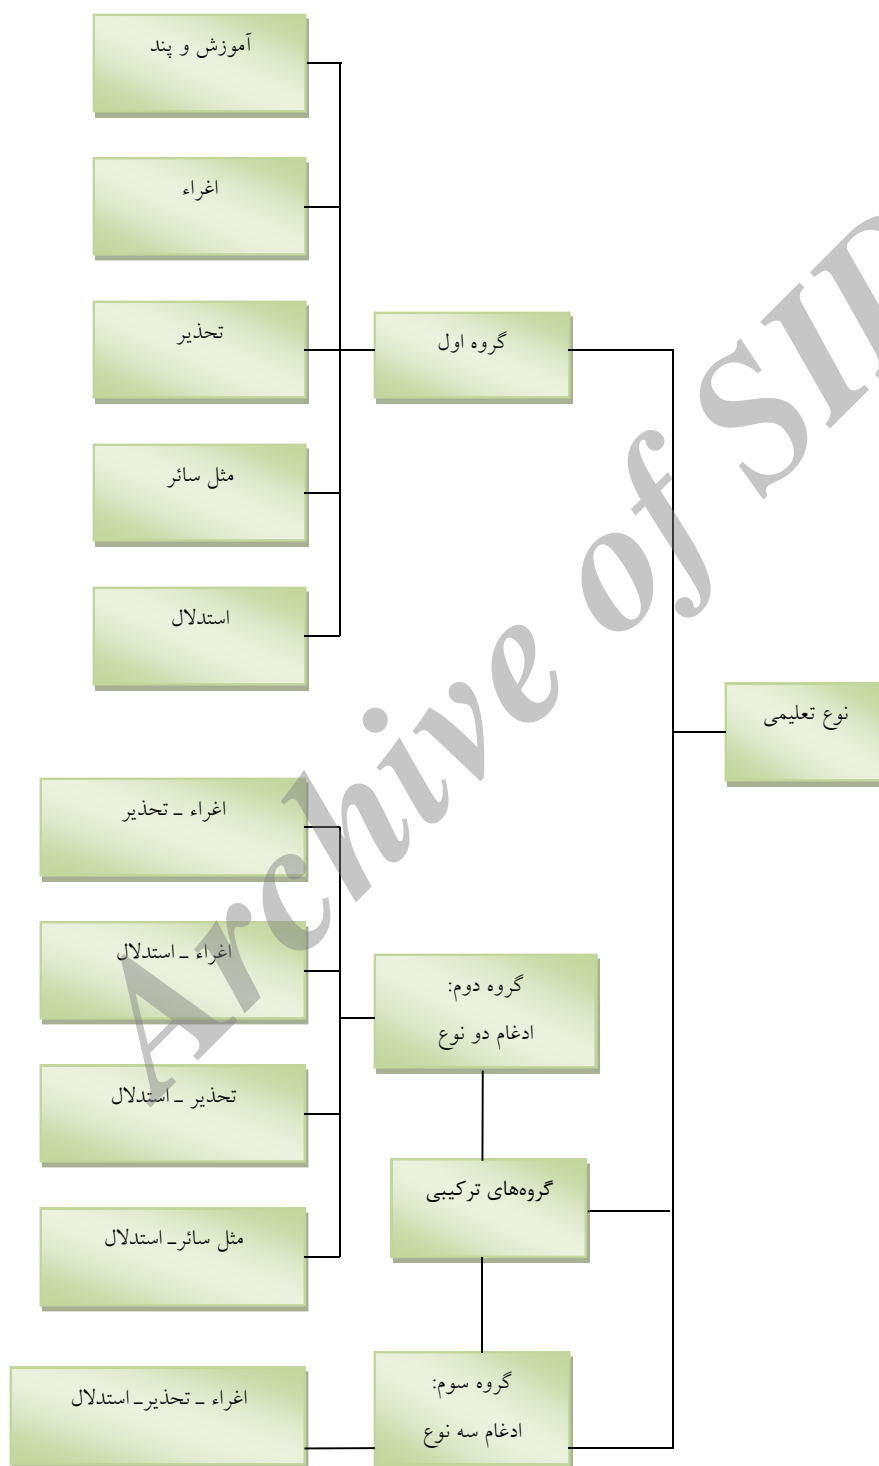 نوع تعلیمی
گروه اول
آموزش و پند
اغراء
تحذیر
مثل سائر
استدلال
گروه‌های ترکیبی
گروه دوم:
ادغام دو نوع
اغراء ـ تحذیر
اغراء ـ استدلال
تحذیر ـ استدلال
مثل سائرـ استدلال
گروه سوم:
ادغام سه نوع
اغراء ـ تحذیرـ استدلال
Archive of SID